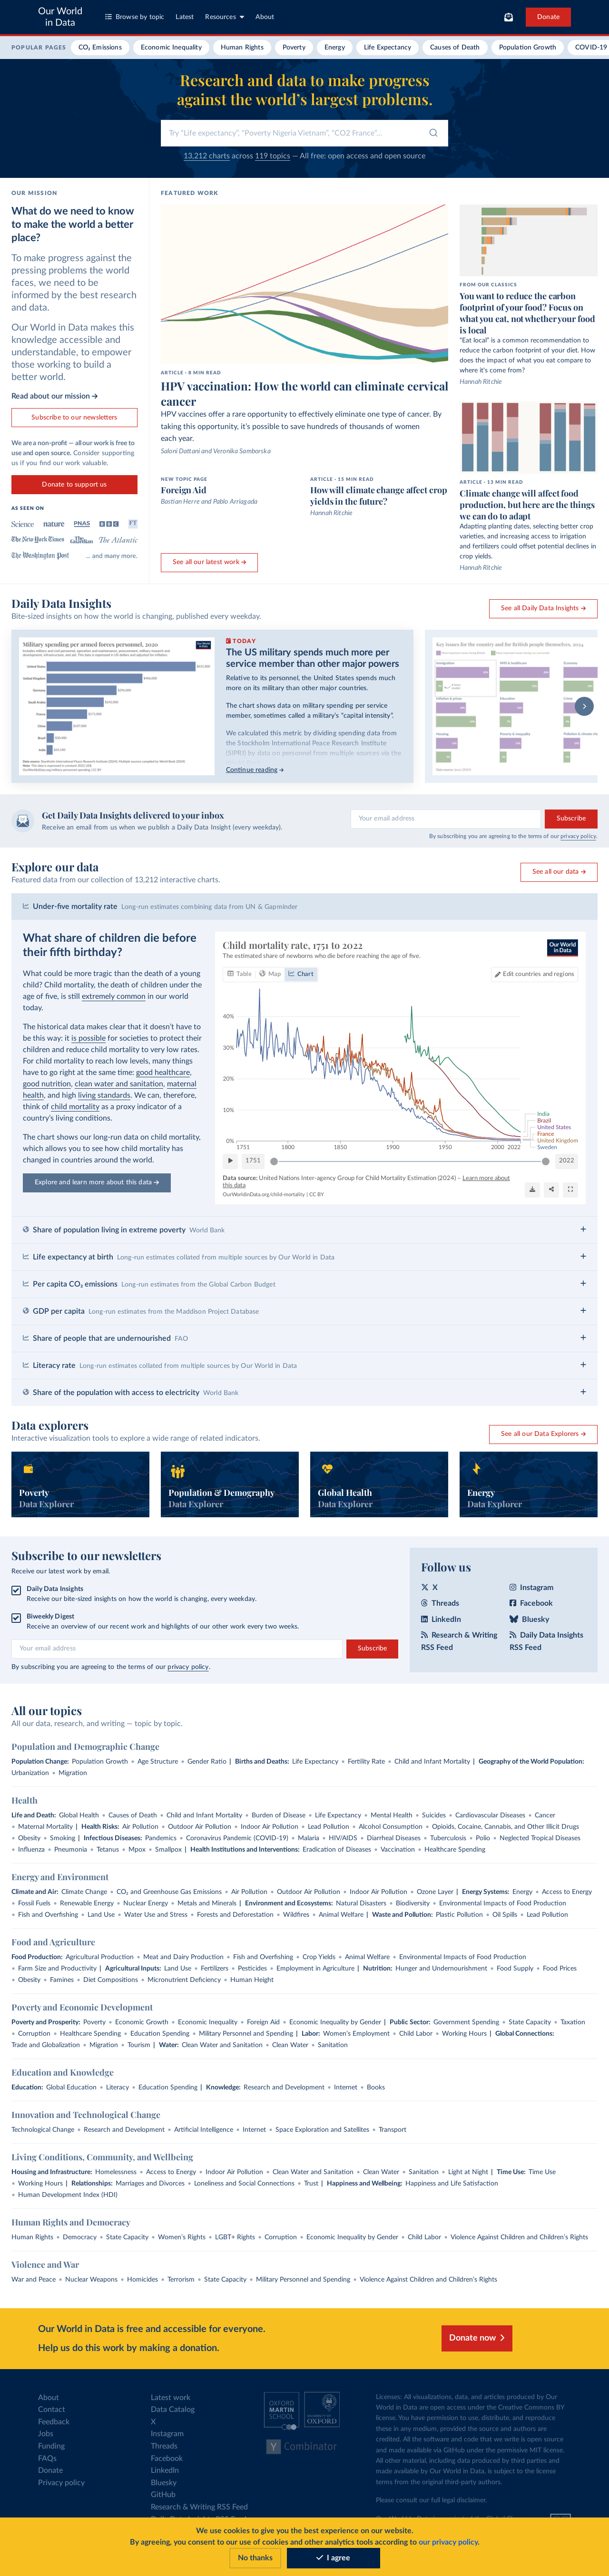 Our World
in Data
Browse by topic
Latest
Resources
About
Donate
POPULAR PAGES
CO₂ Emissions
Economic Inequality
Human Rights
Poverty
Energy
Life Expectancy
Causes of Death
Population Growth
COVID-19
Research and data to make progress
against the world's largest problems.
Try "Life expectancy", "Poverty Nigeria Vietnam", "CO2 France"...
13,212 charts across 119 topics — All free: open access and open source
OUR MISSION
What do we need to know
to make the world a better
place?
To make progress against the
pressing problems the world
faces, we need to be
informed by the best research
and data.
Our World in Data makes this
knowledge accessible and
understandable, to empower
those working to build a
better world.
Read about our mission →
Subscribe to our newsletters
We are a non-profit — all our work is free to
use and open source. Consider supporting
us if you find our work valuable.
Donate to support us
AS SEEN ON
Science
nature
PNAS
BBC
FT
The New York Times
The Guardian
The Atlantic
The Washington Post
... and many more.
FEATURED WORK
ARTICLE - 8 MIN READ
HPV vaccination: How the world can eliminate cervical
cancer
HPV vaccines offer a rare opportunity to effectively eliminate one type of cancer. By
taking this opportunity, it's possible to save hundreds of thousands of women
each year.
Saloni Dattani and Veronika Samborska
NEW TOPIC PAGE
Foreign Aid
Bastian Herre and Pablo Arriagada
ARTICLE - 15 MIN READ
How will climate change affect crop
yields in the future?
Hannah Ritchie
See all our latest work →
FROM OUR CLASSICS
You want to reduce the carbon
footprint of your food? Focus on
what you eat, not whether your food
is local
"Eat local" is a common recommendation to
reduce the carbon footprint of your diet. How
does the impact of what you eat compare to
where it's come from?
Hannah Ritchie
ARTICLE - 13 MIN READ
Climate change will affect food
production, but here are the things
we can do to adapt
Adapting planting dates, selecting better crop
varieties, and increasing access to irrigation
and fertilizers could offset potential declines in
crop yields.
Hannah Ritchie
Daily Data Insights
Bite-sized insights on how the world is changing, published every weekday.
See all Daily Data Insights →
Military spending per armed forces personnel, 2020
TODAY
The US military spends much more per
service member than other major powers
Relative to its personnel, the United States spends much
more on its military than other major countries.
The chart shows data on military spending per service
member, sometimes called a military's "capital intensity".
We calculated this metric by dividing spending data from
the Stockholm International Peace Research Institute
(SIPRI) by data we personnel from multiple sources via the
Continue reading →
Key issues for the country and the British people themselves, 2024
Get Daily Data Insights delivered to your inbox
Receive an email from us when we publish a Daily Data Insight (every weekday).
Your email address
Subscribe
By subscribing you are agreeing to the terms of our privacy policy.
Explore our data
Featured data from our collection of 13,212 interactive charts.
See all our data →
Under-five mortality rate Long-run estimates combining data from UN & Gapminder
What share of children die before
their fifth birthday?
What could be more tragic than the death of a young
child? Child mortality, the death of children under the
age of five, is still extremely common in our world
today.
The historical data makes clear that it doesn't have to
be this way: it is possible for societies to protect their
children and reduce child mortality to very low rates.
For child mortality to reach low levels, many things
have to go right at the same time: good healthcare,
good nutrition, clean water and sanitation, maternal
health, and high living standards. We can, therefore,
think of child mortality as a proxy indicator of a
country's living conditions.
The chart shows our long-run data on child mortality,
which allows you to see how child mortality has
changed in countries around the world.
Explore and learn more about this data →
Child mortality rate, 1751 to 2022
The estimated share of newborns who die before reaching the age of five.
Our World
in Data
Table
Map
Chart
Edit countries and regions
40%
30%
20%
10%
0%
India
Brazil
United States
France
United Kingdom
Sweden
1751
1800
1850
1900
1950
2000
2022
1751
2022
Data source: United Nations Inter-agency Group for Child Mortality Estimation (2024) – Learn more about
this data
OurWorldinData.org/child-mortality | CC BY
Share of population living in extreme poverty World Bank
Life expectancy at birth Long-run estimates collated from multiple sources by Our World in Data
Per capita CO₂ emissions Long-run estimates from the Global Carbon Budget
GDP per capita Long-run estimates from the Maddison Project Database
Share of people that are undernourished FAO
Literacy rate Long-run estimates collated from multiple sources by Our World in Data
Share of the population with access to electricity World Bank
Data explorers
Interactive visualization tools to explore a wide range of related indicators.
See all our Data Explorers →
Poverty
Data Explorer
Population & Demography
Data Explorer
Global Health
Data Explorer
Energy
Data Explorer
Subscribe to our newsletters
Receive our latest work by email.
Daily Data Insights
Receive our bite-sized insights on how the world is changing, every weekday.
Biweekly Digest
Receive an overview of our recent work and highlights of our other work every two weeks.
Your email address
Subscribe
By subscribing you are agreeing to the terms of our privacy policy.
Follow us
X
Instagram
Threads
Facebook
LinkedIn
Bluesky
Research & Writing
RSS Feed
Daily Data Insights
RSS Feed
All our topics
All our data, research, and writing — topic by topic.
Population and Demographic Change
Population Change: Population Growth • Age Structure • Gender Ratio | Births and Deaths: Life Expectancy • Fertility Rate • Child and Infant Mortality | Geography of the World Population:
Urbanization • Migration
Health
Life and Death: Global Health • Causes of Death • Child and Infant Mortality • Burden of Disease • Life Expectancy • Mental Health • Suicides • Cardiovascular Diseases • Cancer
• Maternal Mortality | Health Risks: Air Pollution • Outdoor Air Pollution • Indoor Air Pollution • Lead Pollution • Alcohol Consumption • Opioids, Cocaine, Cannabis, and Other Illicit Drugs
• Obesity • Smoking | Infectious Diseases: Pandemics • Coronavirus Pandemic (COVID-19) • Malaria • HIV/AIDS • Diarrheal Diseases • Tuberculosis • Polio • Neglected Tropical Diseases
• Influenza • Pneumonia • Tetanus • Mpox • Smallpox | Health Institutions and Interventions: Eradication of Diseases • Vaccination • Healthcare Spending
Energy and Environment
Climate and Air: Climate Change • CO₂ and Greenhouse Gas Emissions • Air Pollution • Outdoor Air Pollution • Indoor Air Pollution • Ozone Layer | Energy Systems: Energy • Access to Energy
• Fossil Fuels • Renewable Energy • Nuclear Energy • Metals and Minerals | Environment and Ecosystems: Natural Disasters • Biodiversity • Environmental Impacts of Food Production
• Fish and Overfishing • Land Use • Water Use and Stress • Forests and Deforestation • Wildfires • Animal Welfare | Waste and Pollution: Plastic Pollution • Oil Spills • Lead Pollution
Food and Agriculture
Food Production: Agricultural Production • Meat and Dairy Production • Fish and Overfishing • Crop Yields • Animal Welfare • Environmental Impacts of Food Production
• Farm Size and Productivity | Agricultural Inputs: Land Use • Fertilizers • Pesticides • Employment in Agriculture | Nutrition: Hunger and Undernourishment • Food Supply • Food Prices
• Obesity • Famines • Diet Compositions • Micronutrient Deficiency • Human Height
Poverty and Economic Development
Poverty and Prosperity: Poverty • Economic Growth • Economic Inequality • Foreign Aid • Economic Inequality by Gender | Public Sector: Government Spending • State Capacity • Taxation
• Corruption • Healthcare Spending • Education Spending • Military Personnel and Spending | Labor: Women's Employment • Child Labor • Working Hours | Global Connections:
Trade and Globalization • Migration • Tourism | Water: Clean Water and Sanitation • Clean Water • Sanitation
Education and Knowledge
Education: Global Education • Literacy • Education Spending | Knowledge: Research and Development • Internet • Books
Innovation and Technological Change
Technological Change • Research and Development • Artificial Intelligence • Internet • Space Exploration and Satellites • Transport
Living Conditions, Community, and Wellbeing
Housing and Infrastructure: Homelessness • Access to Energy • Indoor Air Pollution • Clean Water and Sanitation • Clean Water • Sanitation • Light at Night | Time Use: Time Use
• Working Hours | Relationships: Marriages and Divorces • Loneliness and Social Connections • Trust | Happiness and Wellbeing: Happiness and Life Satisfaction
• Human Development Index (HDI)
Human Rights and Democracy
Human Rights • Democracy • State Capacity • Women's Rights • LGBT+ Rights • Corruption • Economic Inequality by Gender • Child Labor • Violence Against Children and Children's Rights
Violence and War
War and Peace • Nuclear Weapons • Homicides • Terrorism • State Capacity • Military Personnel and Spending • Violence Against Children and Children's Rights
Our World in Data is free and accessible for everyone.
Help us do this work by making a donation.
Donate now
About
Contact
Feedback
Jobs
Funding
FAQs
Donate
Privacy policy
Latest work
Data Catalog
X
Instagram
Threads
Facebook
LinkedIn
Bluesky
GitHub
Research & Writing RSS Feed
OXFORD
MARTIN
SCHOOL
UNIVERSITY OF
OXFORD
Y Combinator
Licenses: All visualizations, data, and articles produced by Our
World in Data are open access under the Creative Commons BY
license. You have permission to use, distribute, and reproduce
these in any medium, provided the source and authors are
credited. All the software and code that we write is open source
and made available via GitHub under the permissive MIT license.
All other material, including data produced by third parties and
made available by Our World in Data, is subject to the license
terms from the original third-party authors.
Please consult our full legal disclaimer.
We use cookies to give you the best experience on our website.
By agreeing, you consent to our use of cookies and other analytics tools according to our privacy policy.
No thanks
I agree